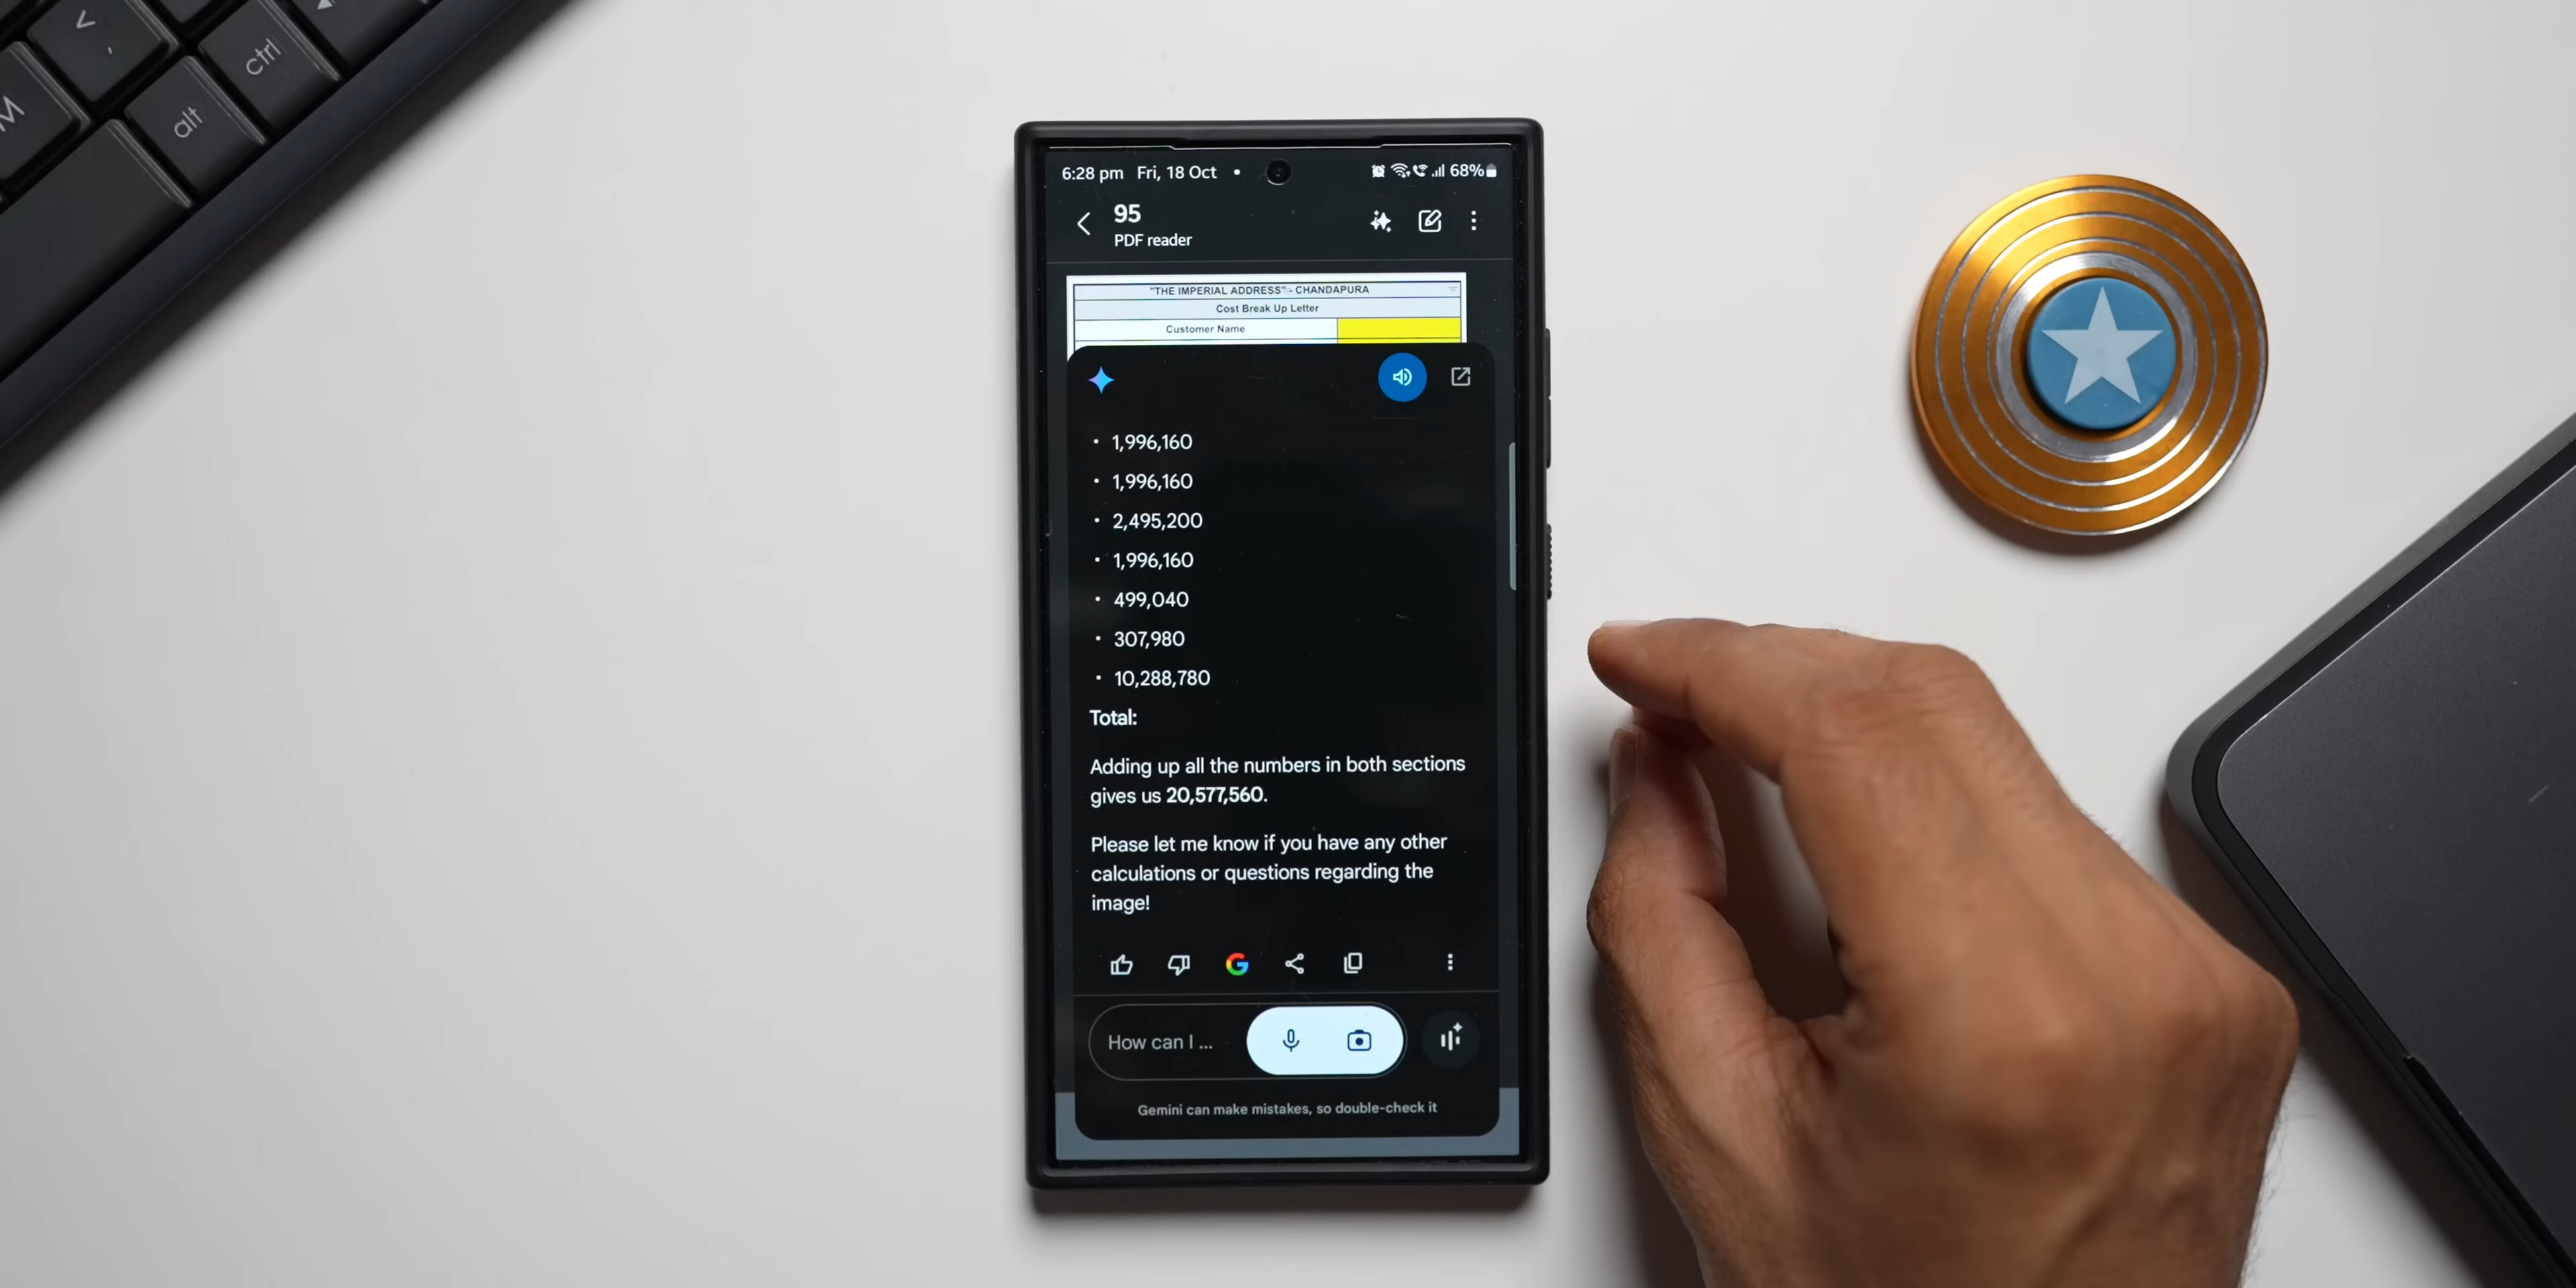 V
,
M
alt
ctrl
6:28 pm Fri, 18 Oct
68%
95
PDF reader
"THE IMPERIAL ADDRESS" - CHANDAPURA
Cost Break Up Letter
Customer Name
• 1,996,160
• 1,996,160
• 2,495,200
• 1,996,160
• 499,040
• 307,980
• 10,288,780
Total:
Adding up all the numbers in both sections
gives us 20,577,560.
Please let me know if you have any other
calculations or questions regarding the
image!
How can I ...
Gemini can make mistakes, so double-check it